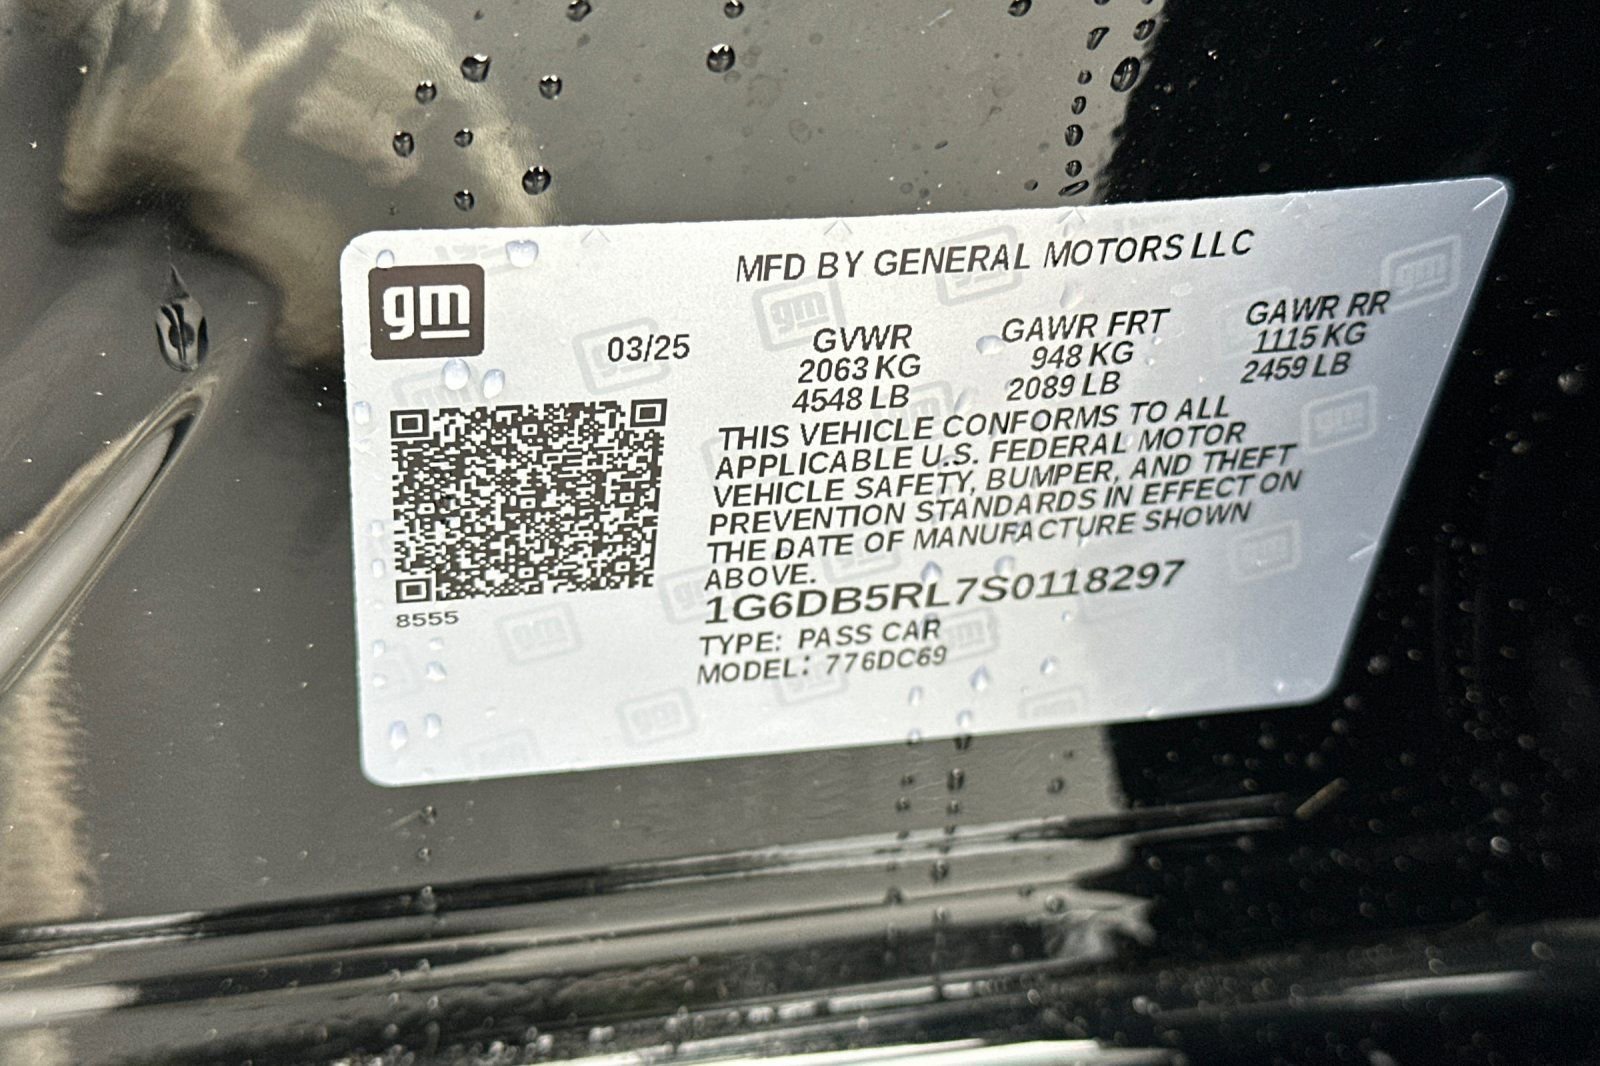 MFD BY GENERAL MOTORS LLC
gm
03/25
GVWR
2063 KG
4548 LB
GAWR FRT
948 KG
2089 LB
GAWR RR
1115 KG
2459 LB
THIS VEHICLE CONFORMS TO ALL
APPLICABLE U.S. FEDERAL MOTOR
VEHICLE SAFETY, BUMPER, AND THEFT
PREVENTION STANDARDS IN EFFECT ON
THE DATE OF MANUFACTURE SHOWN
ABOVE.
1G6DB5RL7S0118297
TYPE: PASS CAR
MODEL: 776DC69
8555